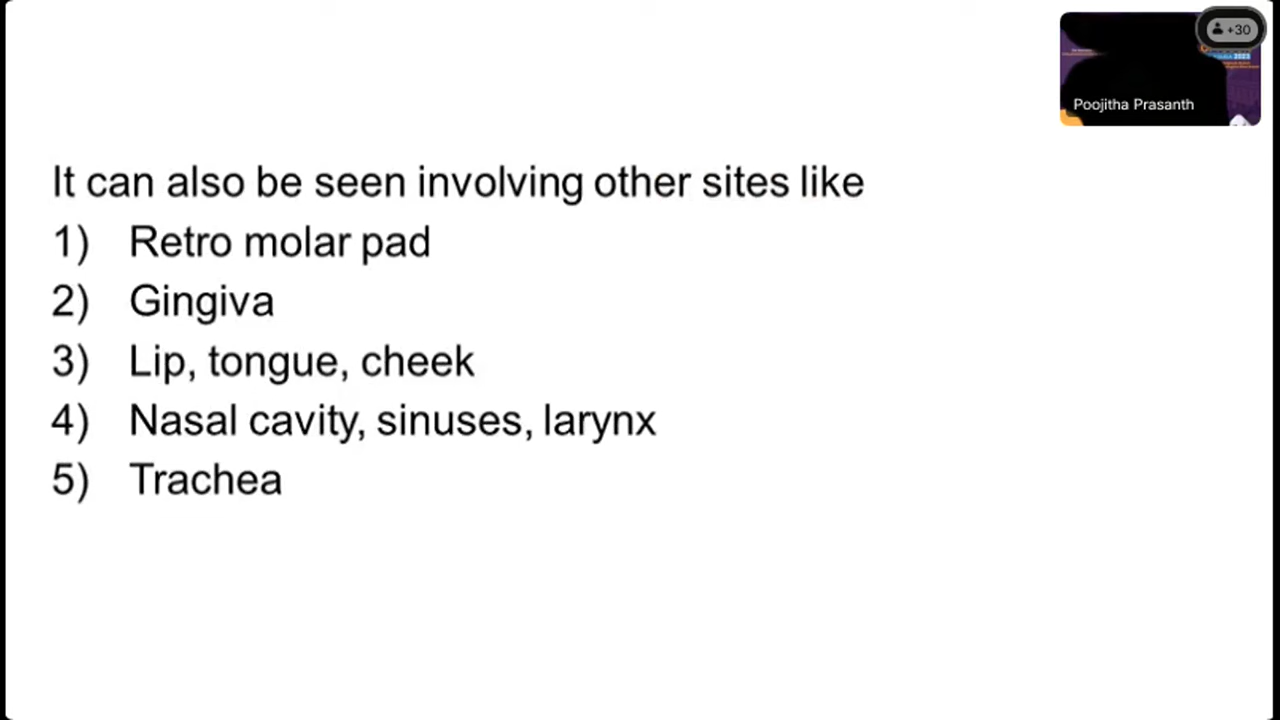 +30
Poojitha Prasanth
It can also be seen involving other sites like
1) Retro molar pad
2) Gingiva
3) Lip, tongue, cheek
4) Nasal cavity, sinuses, larynx
5) Trachea